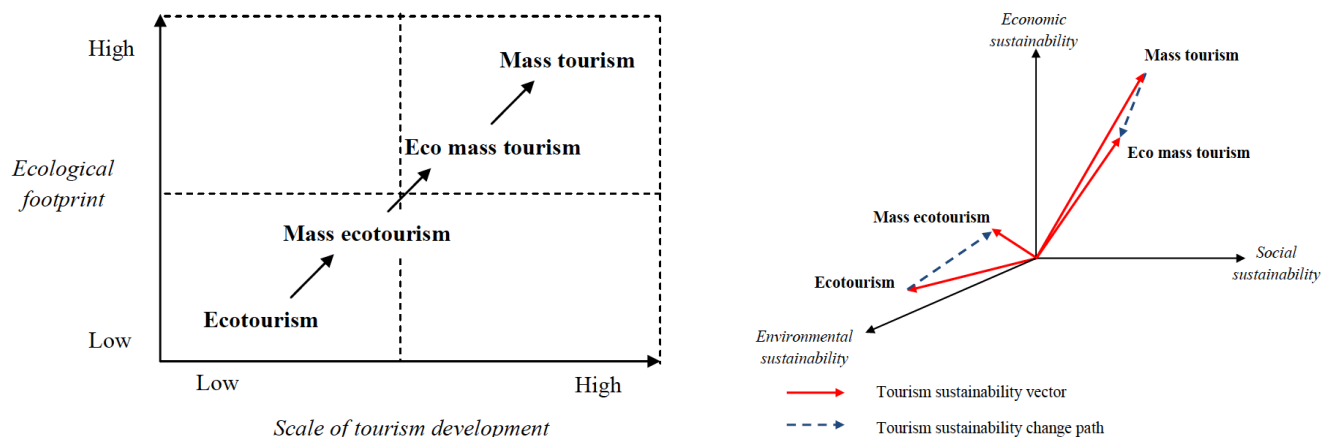 High
Mass tourism
Eco mass tourism
Ecological
footprint
Mass ecotourism
Ecotourism
Low
Low
High
Scale of tourism development
Economic
sustainability
Mass tourism
Eco mass tourism
Mass ecotourism
Social
sustainability
Ecotourism
Environmental
sustainability
Tourism sustainability vector
Tourism sustainability change path